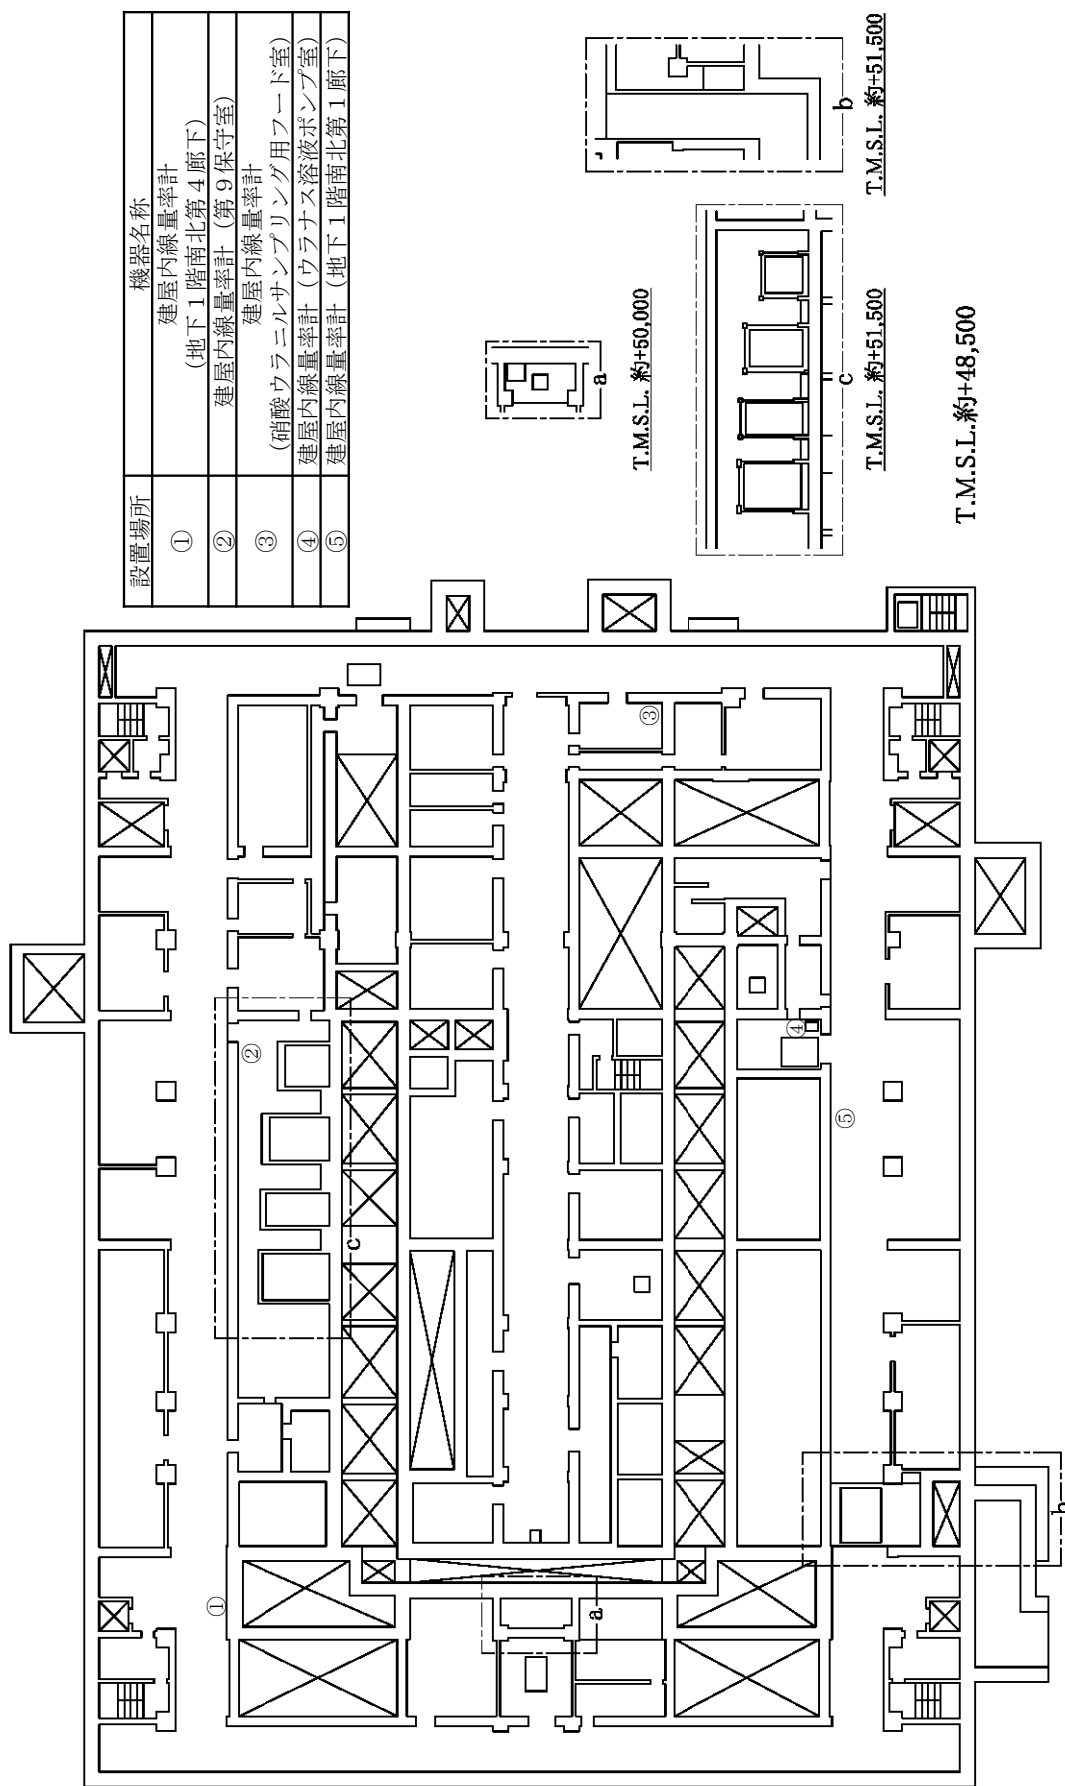 設置場所 機器名称
① 建屋内線量率計
(地下1階南北第4廊下)
② 建屋内線量率計 (第9保守室)
③ 建屋内線量率計
(硝酸ウラニルサンプリング用フード室)
④ 建屋内線量率計 (ウラナス溶液ポンプ室)
⑤ 建屋内線量率計 (地下1階南北第1廊下)
a
T.M.S.L. 約+50,000
b
T.M.S.L. 約+51,500
c
T.M.S.L. 約+51,500
T.M.S.L.約+48,500
①
②
③
④
⑤
a
b
c